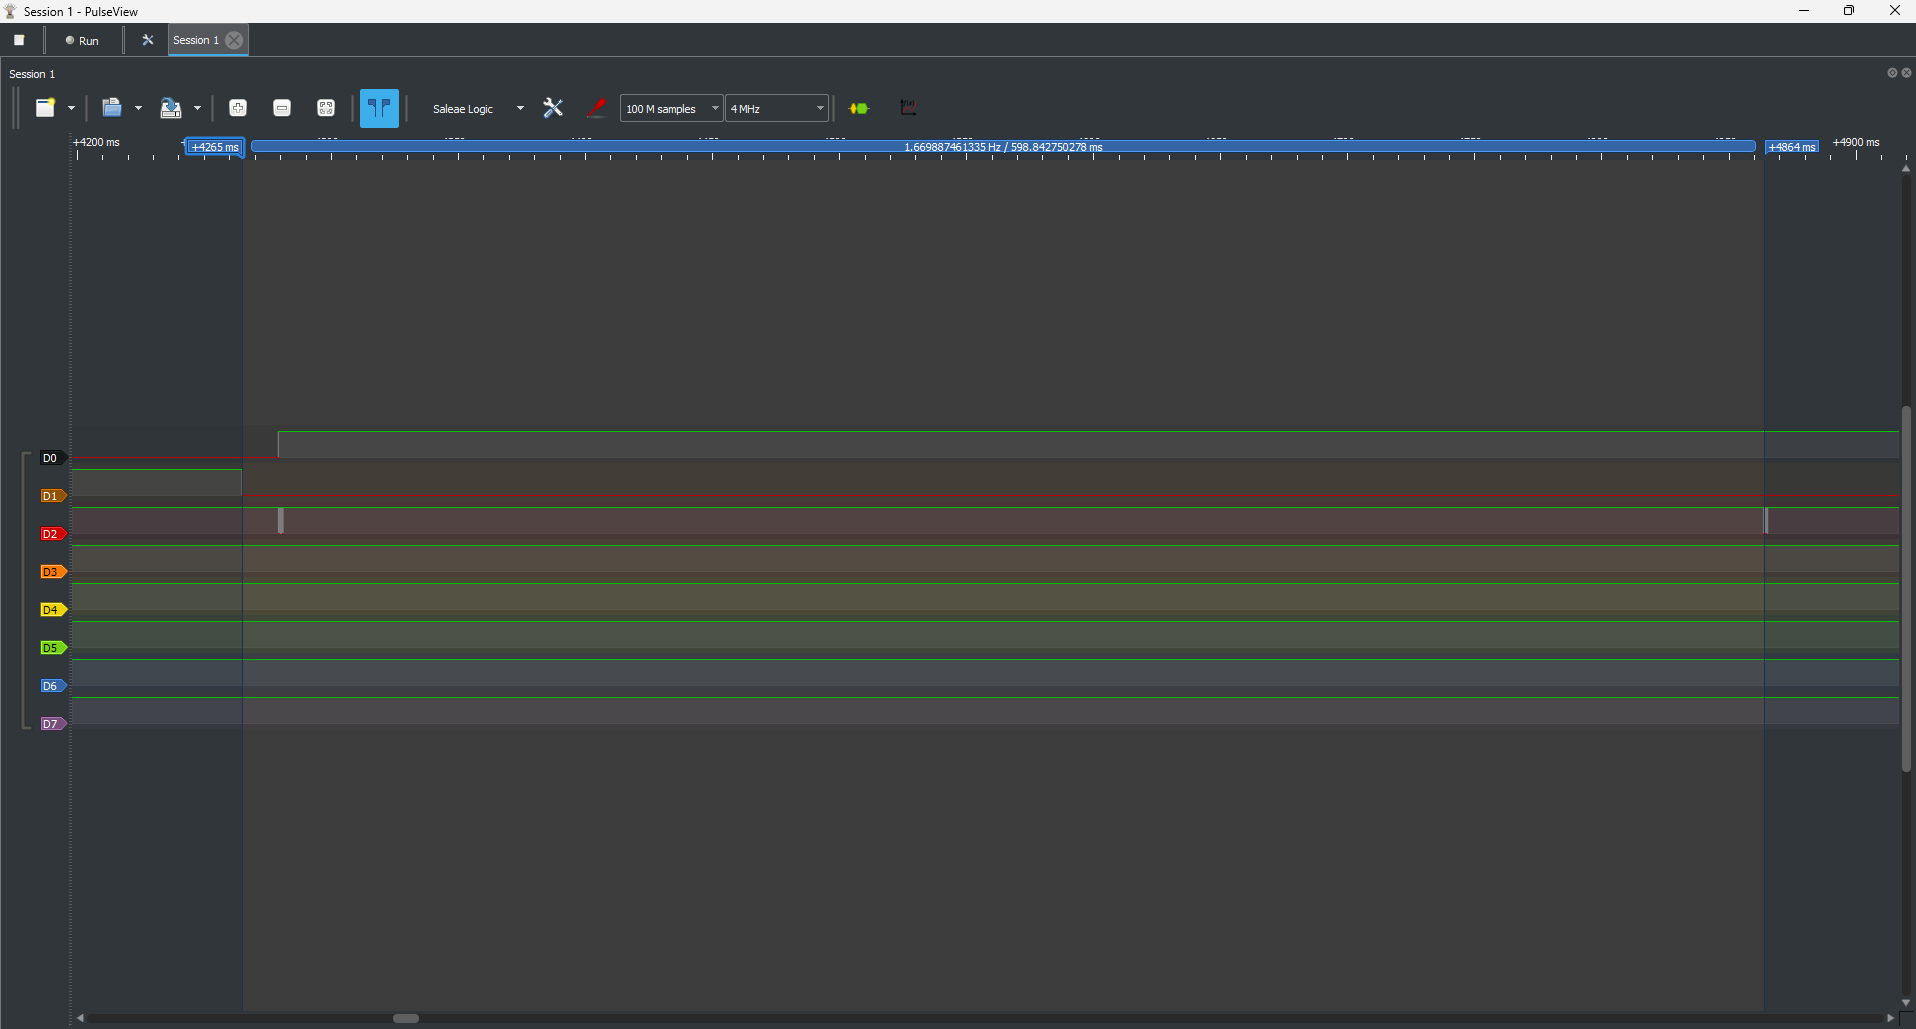 Session 1 - PulseView
Run
Session 1
Session 1
Saleae Logic
100 M samples
4 MHz
+4200 ms
+4265 ms
1.669887461335 Hz / 598.842750278 ms
+4864 ms
+4900 ms
D0
D1
D2
D3
D4
D5
D6
D7